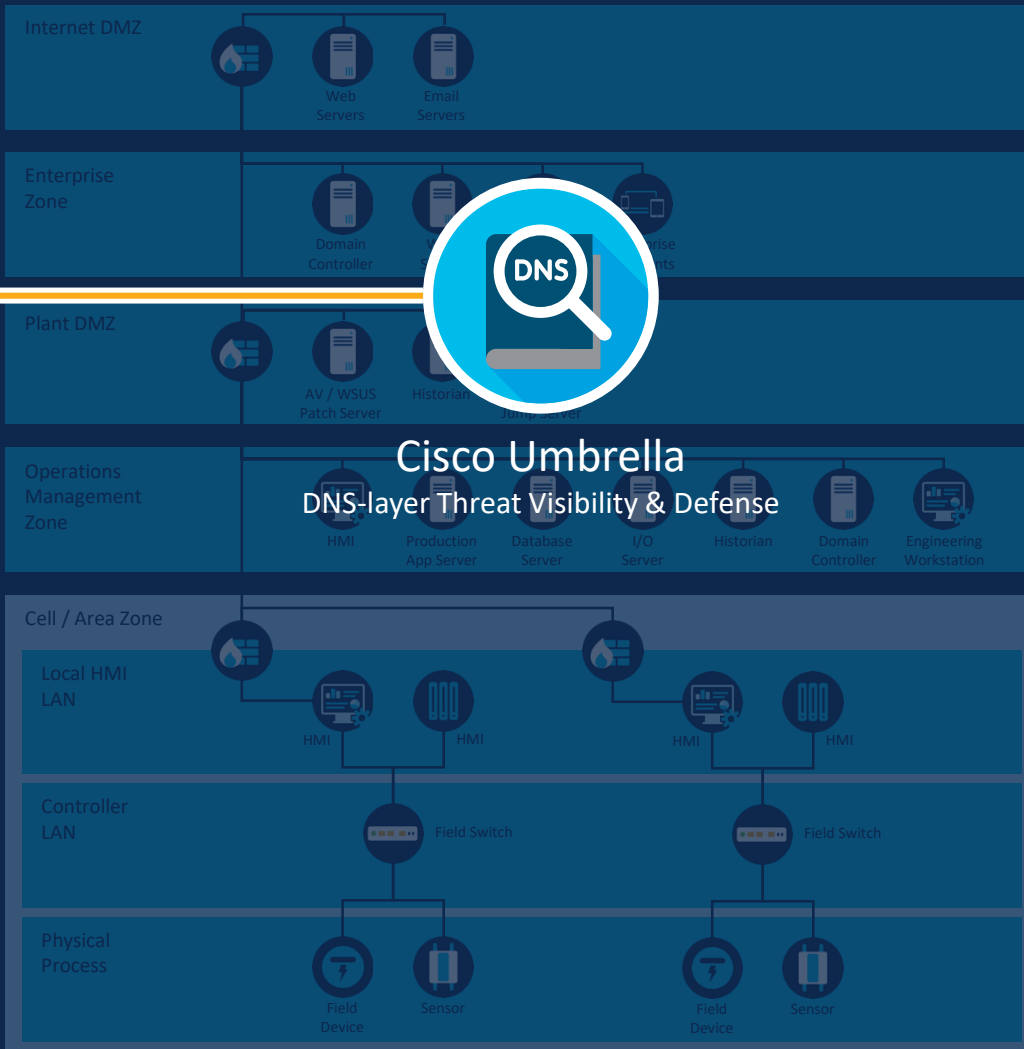 Internet DMZ
Web
Servers
Email
Servers
Enterprise
Zone
Domain
Controller
DNS
Plant DMZ
AV / WSUS
Patch Server
Historian
Jump Server
Cisco Umbrella
DNS-layer Threat Visibility & Defense
Operations
Management
Zone
HMI
Production
App Server
Database
Server
I/O
Server
Historian
Domain
Controller
Engineering
Workstation
Cell / Area Zone
Local HMI
LAN
HMI
HMI
HMI
HMI
Controller
LAN
Field Switch
Field Switch
Physical
Process
Field
Device
Sensor
Field
Device
Sensor